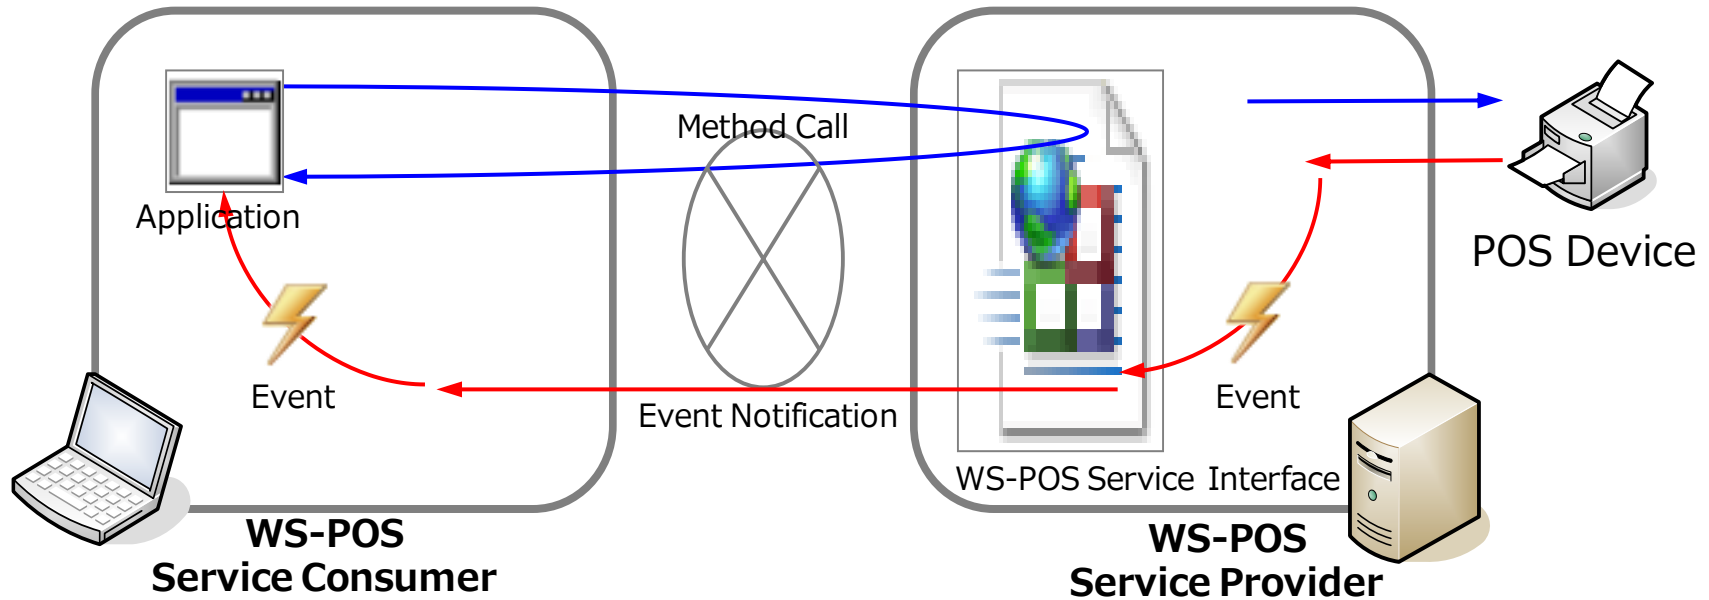 Method Call
Application
POS Device
Event
Event Notification
Event
WS-POS Service Interface
WS-POS
Service Consumer
WS-POS
Service Provider